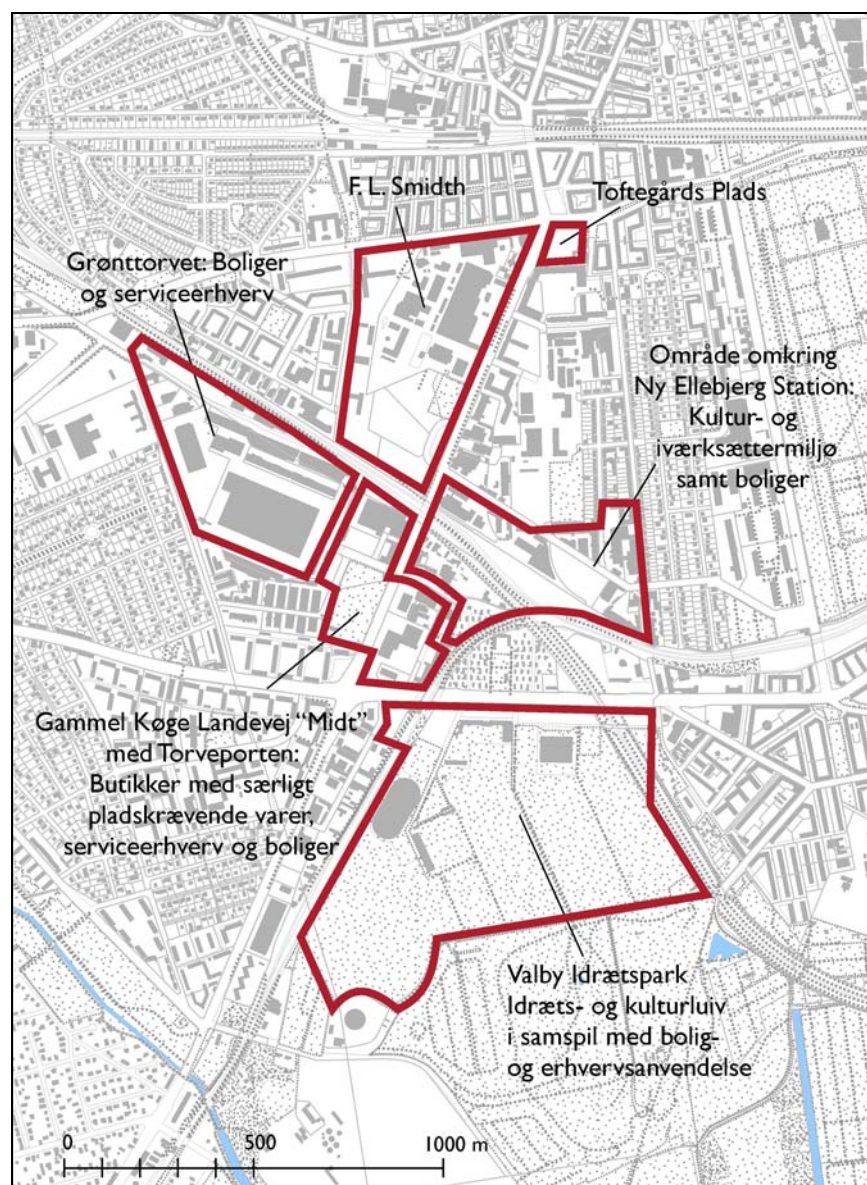 F. L. Smidth
Toftegårds Plads
Grønttorvet: Boliger
og serviceerhverv
Område omkring
Ny Ellebjerg Station:
Kultur- og
iværksættermiljø
samt boliger
Gammel Køge Landevej "Midt"
med Torveporten:
Butikker med særligt
pladskrævende varer,
serviceerhverv og boliger
Valby Idrætspark
Idræts- og kulturluiv
i samspil med bolig-
og erhvervsanvendelse
0 500 1000 m